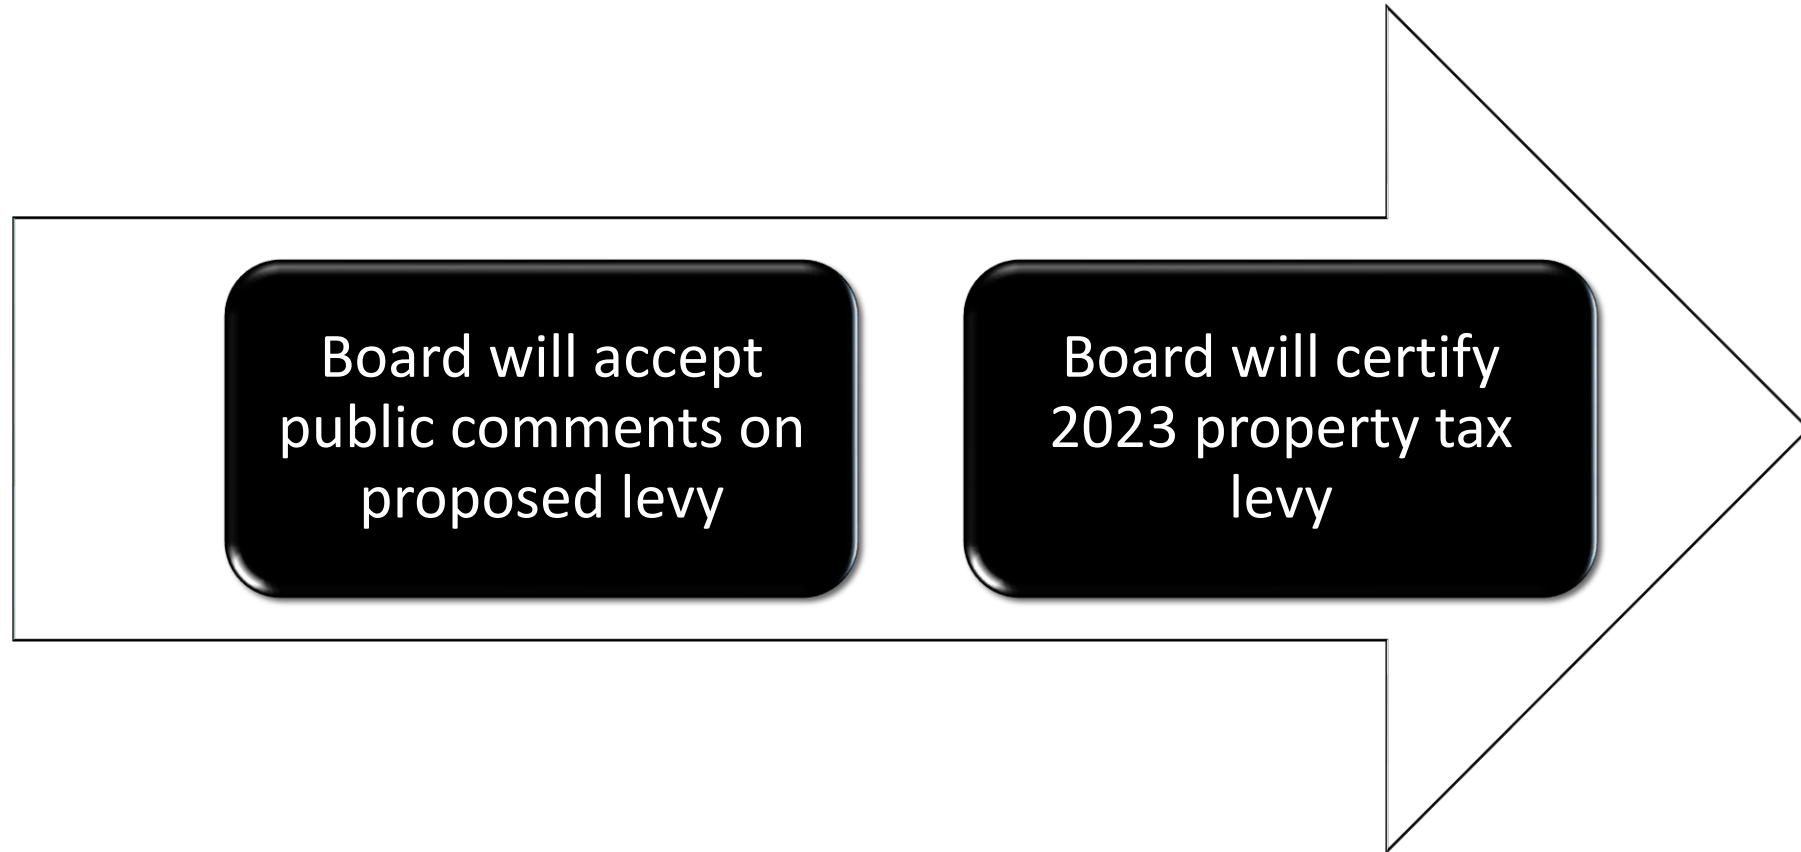 Board will accept
public comments on
proposed levy
Board will certify
2023 property tax
levy